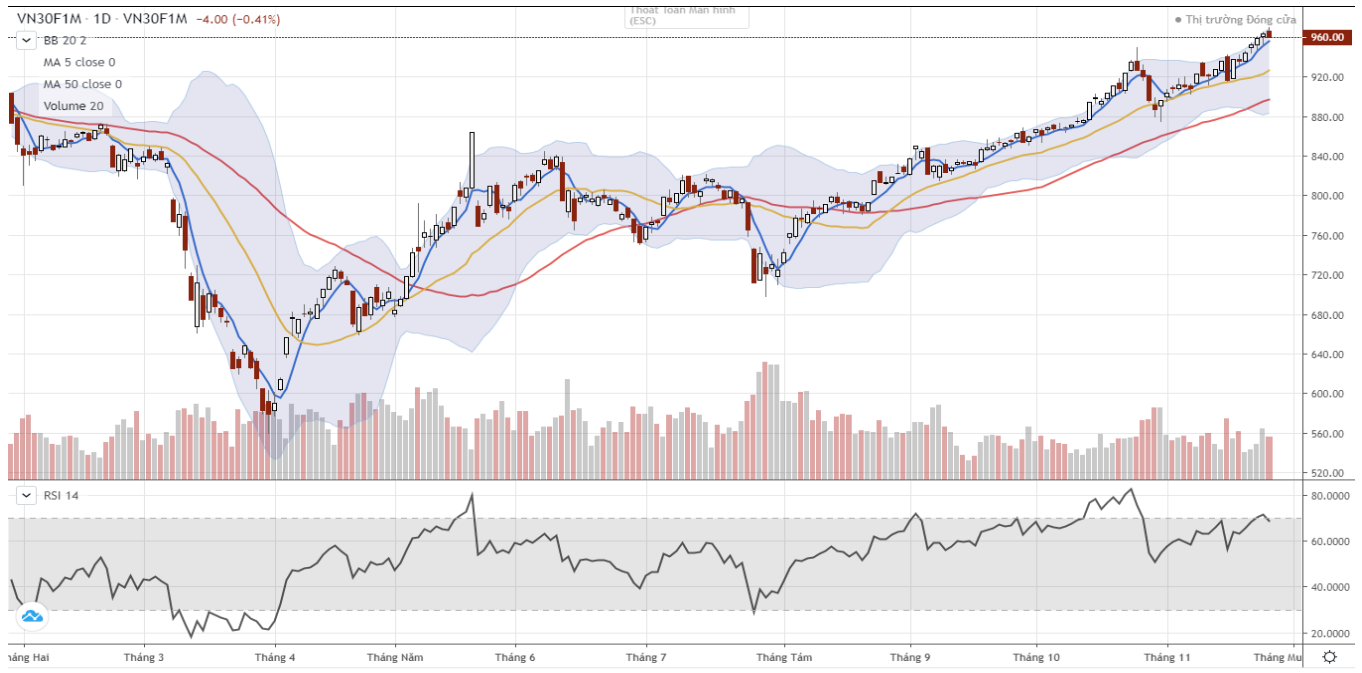 Thoát Toàn Màn hình
(ESC)
VN30F1M · 1D · VN30F1M −4.00 (−0.41%)
Thị trường Đóng cửa
BB 20 2
MA 5 close 0
MA 50 close 0
Volume 20
960.00
920.00
880.00
840.00
800.00
760.00
720.00
680.00
640.00
600.00
560.00
520.00
RSI 14
80.0000
60.0000
40.0000
20.0000
háng Hai Tháng 3 Tháng 4 Tháng Năm Tháng 6 Tháng 7 Tháng Tám Tháng 9 Tháng 10 Tháng 11 Tháng Mu